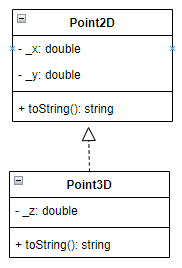 Point2D
- _x: double
- _y: double
+ toString(): string
Point3D
- _z: double
+ toString(): string